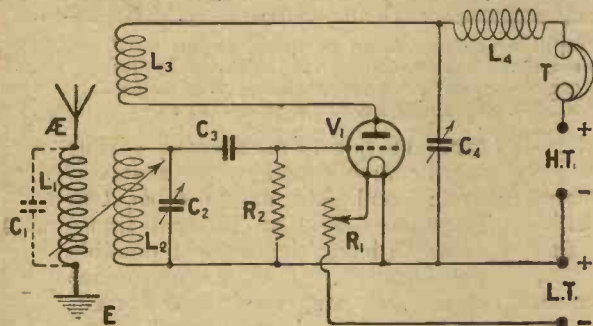 L3
L4
T
Æ
C3
V1
C4
+
H.T.
-
L1
C1
L2
C2
R2
R1
+
L.T.
-
E